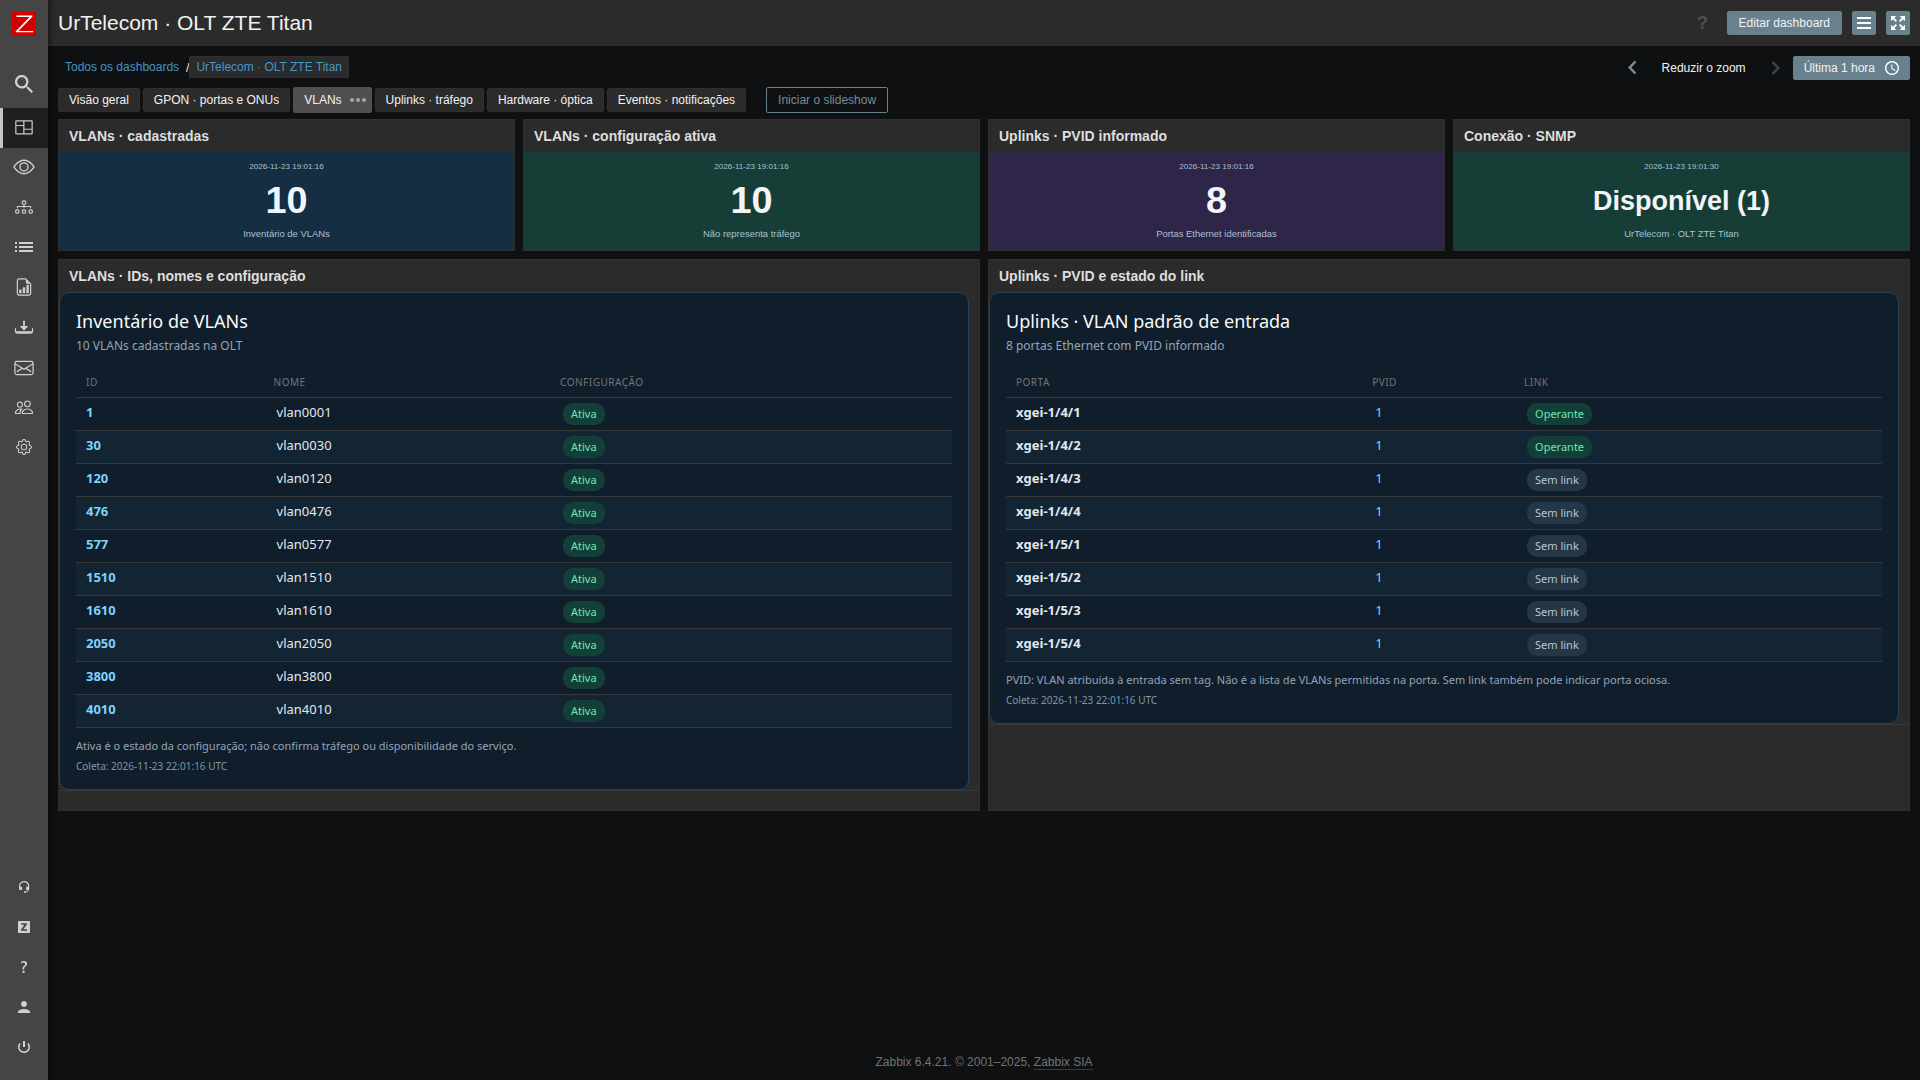 Z
UrTelecom · OLT ZTE Titan
?
Editar dashboard
Todos os dashboards / UrTelecom · OLT ZTE Titan
Reduzir o zoom
Última 1 hora
Visão geral
GPON · portas e ONUs
VLANs
Uplinks · tráfego
Hardware · óptica
Eventos · notificações
Iniciar o slideshow
VLANs · cadastradas
2026-11-23 19:01:16
10
Inventário de VLANs
VLANs · configuração ativa
2026-11-23 19:01:16
10
Não representa tráfego
Uplinks · PVID informado
2026-11-23 19:01:16
8
Portas Ethernet identificadas
Conexão · SNMP
2026-11-23 19:01:30
Disponível (1)
UrTelecom · OLT ZTE Titan
VLANs · IDs, nomes e configuração
Inventário de VLANs
10 VLANs cadastradas na OLT
ID NOME CONFIGURAÇÃO
1 vlan0001 Ativa
30 vlan0030 Ativa
120 vlan0120 Ativa
476 vlan0476 Ativa
577 vlan0577 Ativa
1510 vlan1510 Ativa
1610 vlan1610 Ativa
2050 vlan2050 Ativa
3800 vlan3800 Ativa
4010 vlan4010 Ativa
Ativa é o estado da configuração; não confirma tráfego ou disponibilidade do serviço.
Coleta: 2026-11-23 22:01:16 UTC
Uplinks · PVID e estado do link
Uplinks · VLAN padrão de entrada
8 portas Ethernet com PVID informado
PORTA PVID LINK
xgei-1/4/1 1 Operante
xgei-1/4/2 1 Operante
xgei-1/4/3 1 Sem link
xgei-1/4/4 1 Sem link
xgei-1/5/1 1 Sem link
xgei-1/5/2 1 Sem link
xgei-1/5/3 1 Sem link
xgei-1/5/4 1 Sem link
PVID: VLAN atribuída à entrada sem tag. Não é a lista de VLANs permitidas na porta. Sem link também pode indicar porta ociosa.
Coleta: 2026-11-23 22:01:16 UTC
Z
?
Zabbix 6.4.21. © 2001–2025, Zabbix SIA